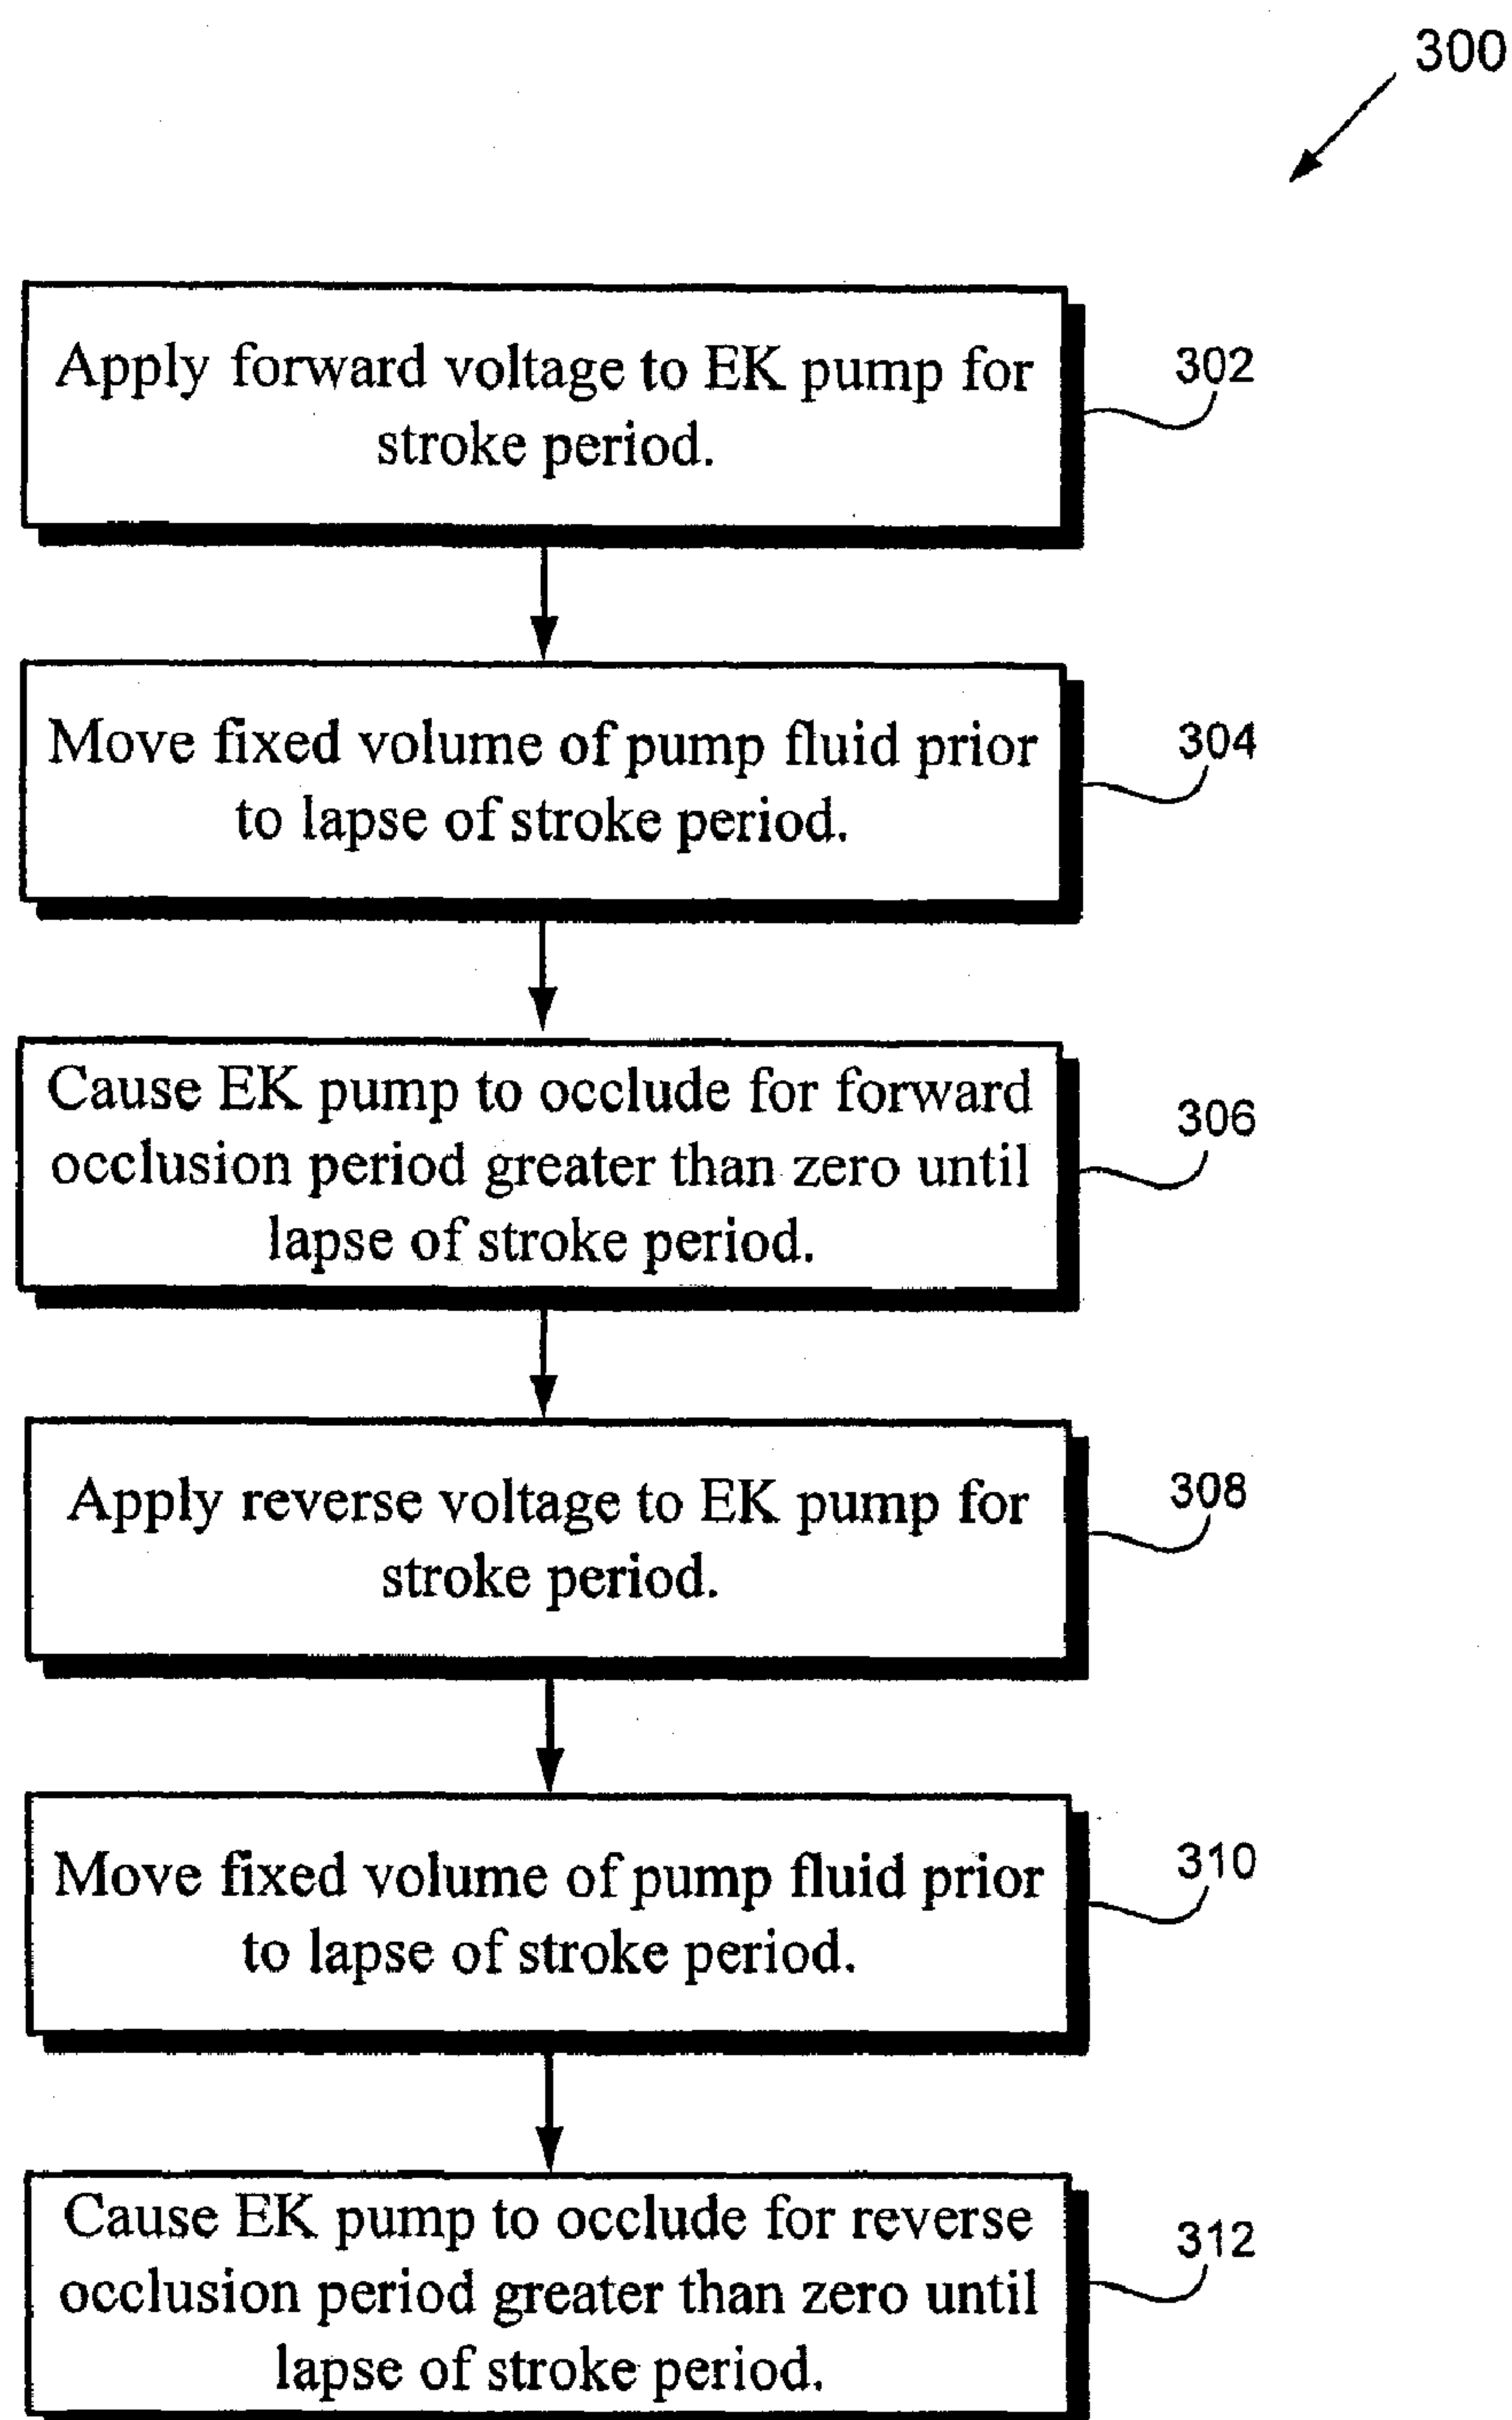 300
Apply forward voltage to EK pump for
stroke period.
302
Move fixed volume of pump fluid prior
to lapse of stroke period.
304
Cause EK pump to occlude for forward
occlusion period greater than zero until
lapse of stroke period.
306
Apply reverse voltage to EK pump for
stroke period.
308
Move fixed volume of pump fluid prior
to lapse of stroke period.
310
Cause EK pump to occlude for reverse
occlusion period greater than zero until
lapse of stroke period.
312